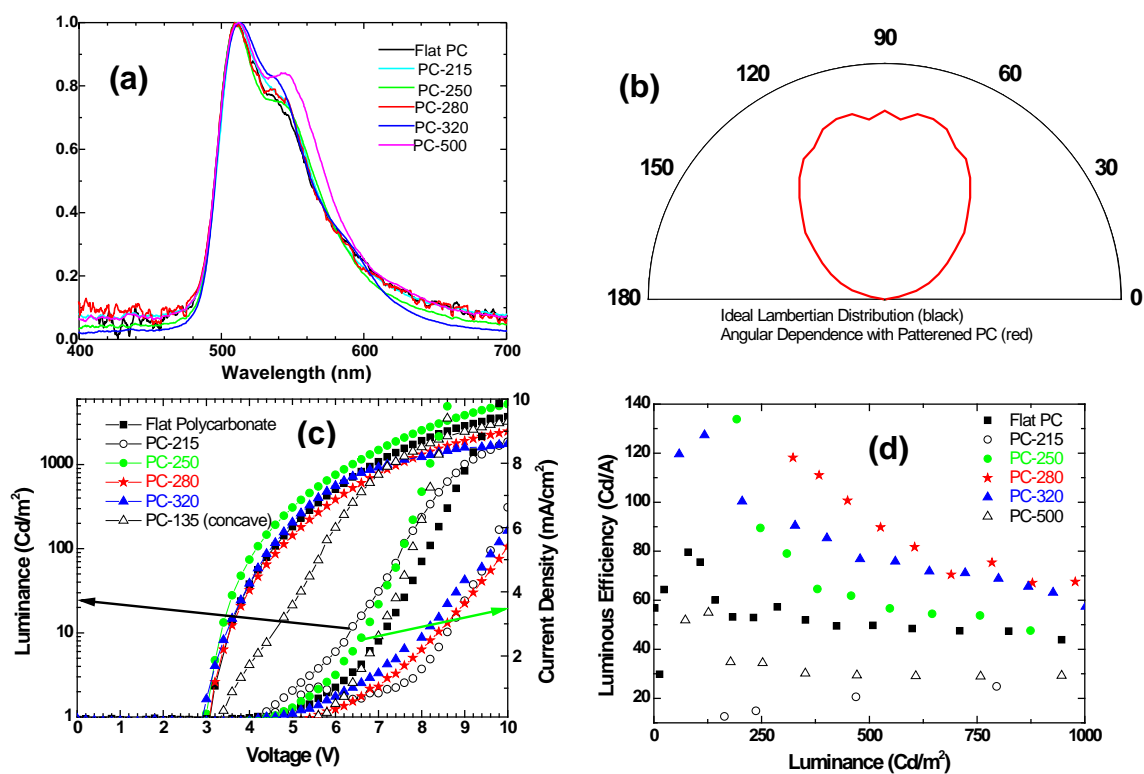 (a)
1.0
0.8
0.6
0.4
0.2
0.0
400
500
600
700
Wavelength (nm)
Flat PC
PC-215
PC-250
PC-280
PC-320
PC-500
(b)
90
120
60
150
30
180
0
Ideal Lambertian Distribution (black)
Angular Dependence with Patterened PC (red)
(c)
Flat Polycarbonate
PC-215
PC-250
PC-280
PC-320
PC-135 (concave)
Luminance (Cd/m²)
1000
100
10
1
0 1 2 3 4 5 6 7 8 9 10
Voltage (V)
10
8
6
4
2
Current Density (mA/cm²)
(d)
Flat PC
PC-215
PC-250
PC-280
PC-320
PC-500
Luminous Efficiency (Cd/A)
140
120
100
80
60
40
20
0 250 500 750 1000
Luminance (Cd/m²)